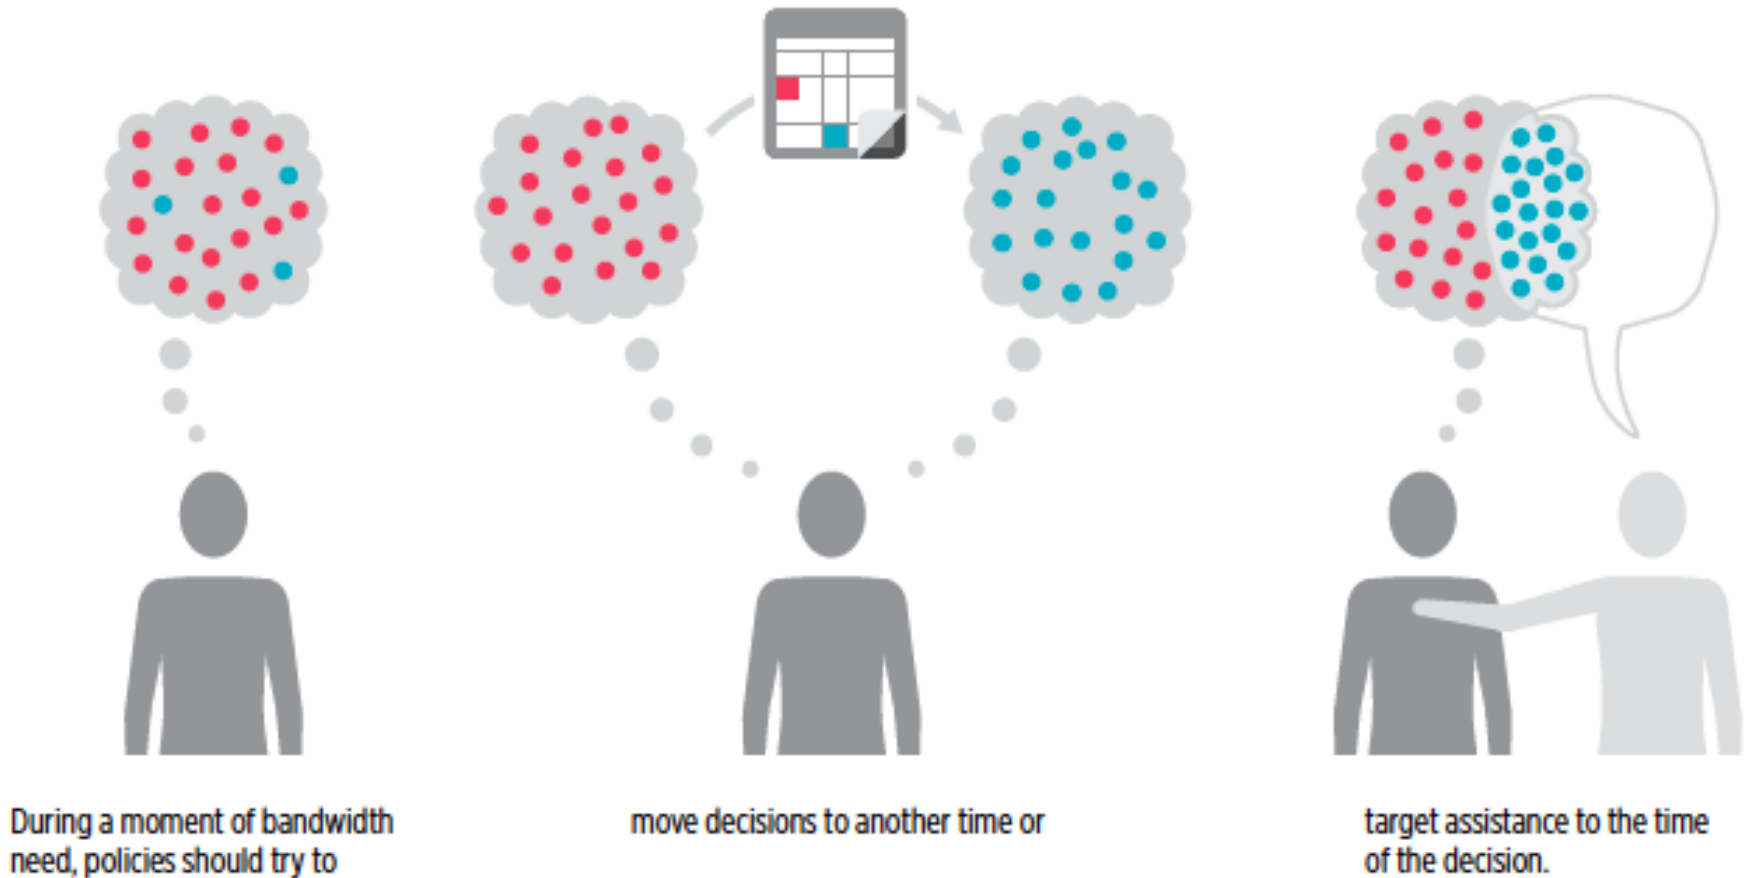 During a moment of bandwidth
need, policies should try to
move decisions to another time or
target assistance to the time
of the decision.